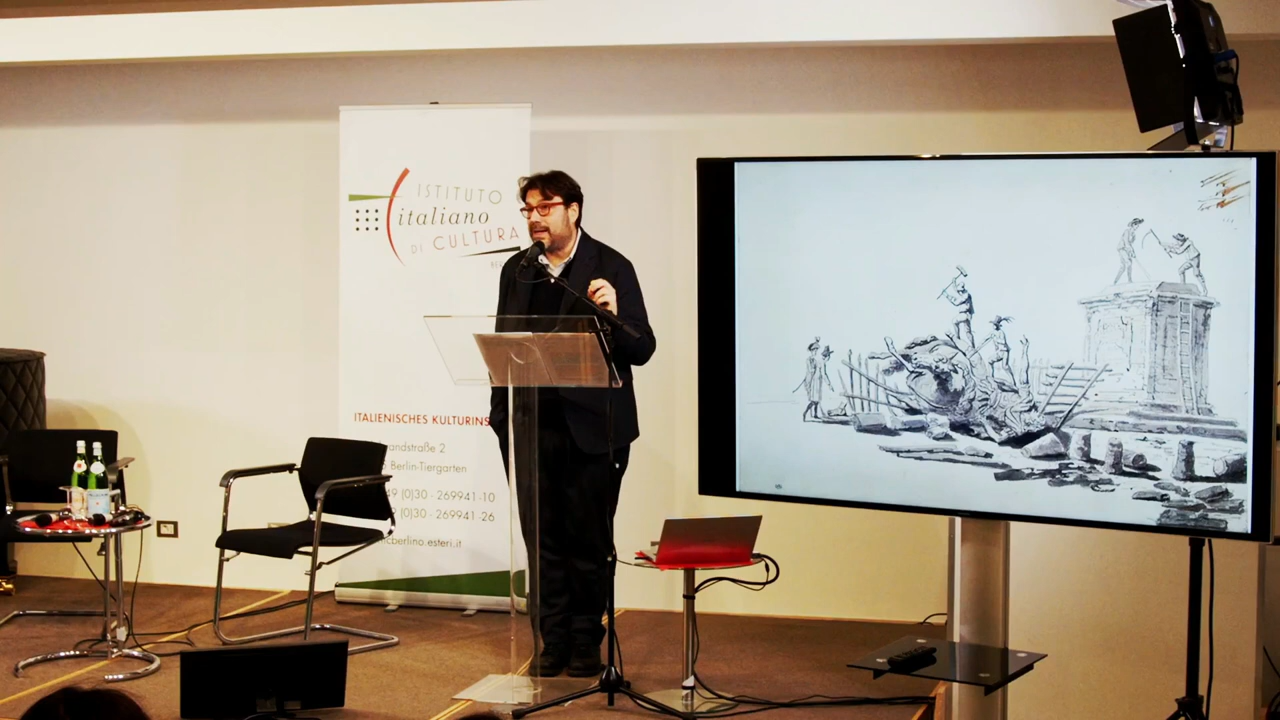 ISTITUTO
italiano
DI CULTURA
ITALIENISCHES KULTURINS
andstraße 2
Berlin-Tiergarten
49 (0)30 - 269941 -10
(0)30 - 269941 -26
cberlino.esteri.it